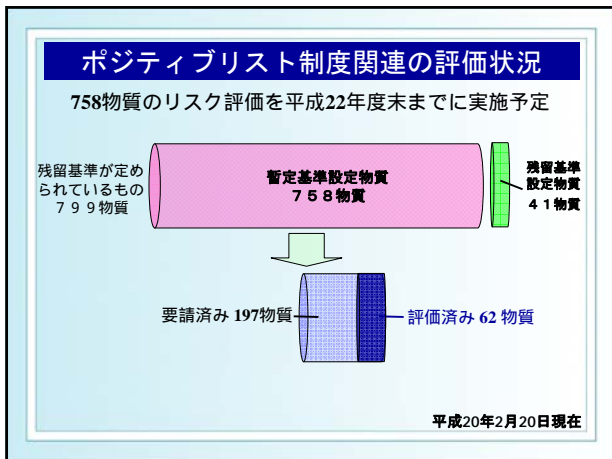 ポジティブリスト制度関連の評価状況
758物質のリスク評価を平成22年度末までに実施予定
残留基準が定め
られているもの
７９９物質
暫定基準設定物質
７５８物質
残留基準
設定物質
４１物質
要請済み 197物質
評価済み 62 物質
平成20年2月20日現在